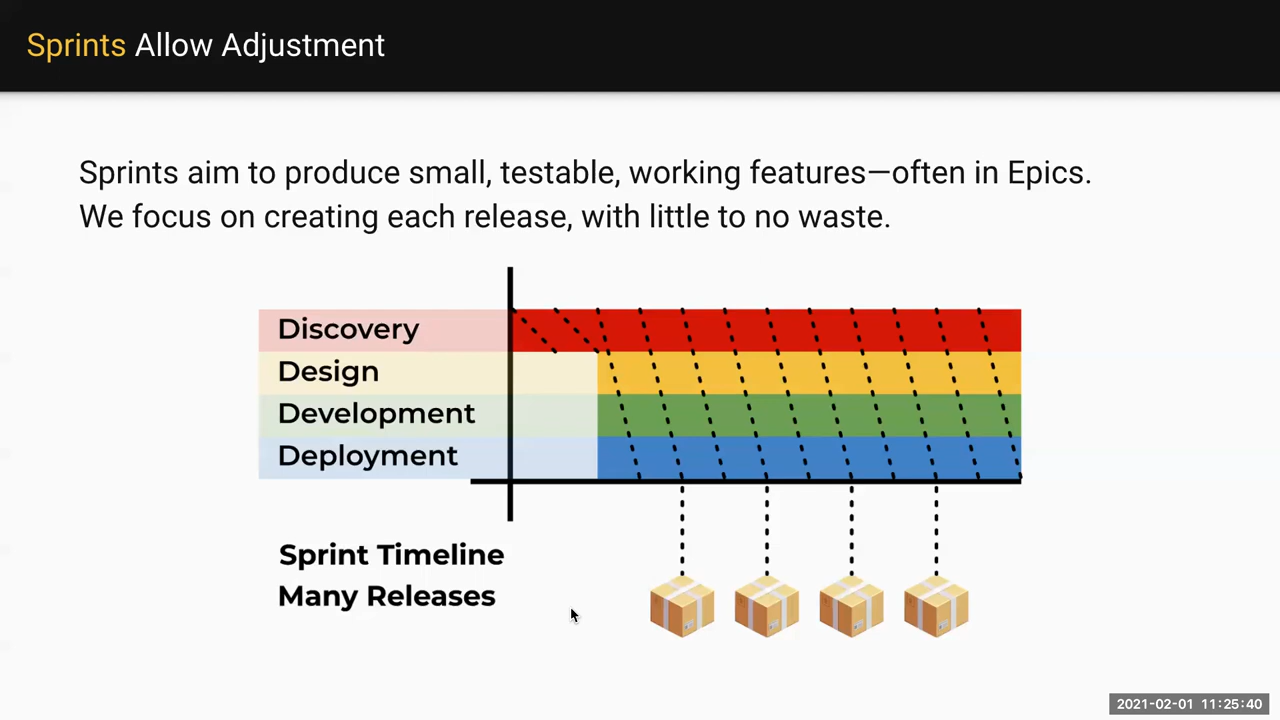 Sprints Allow Adjustment
Sprints aim to produce small, testable, working features—often in Epics.
We focus on creating each release, with little to no waste.
Discovery
Design
Development
Deployment
Sprint Timeline
Many Releases
2021-02-01 11:25:40